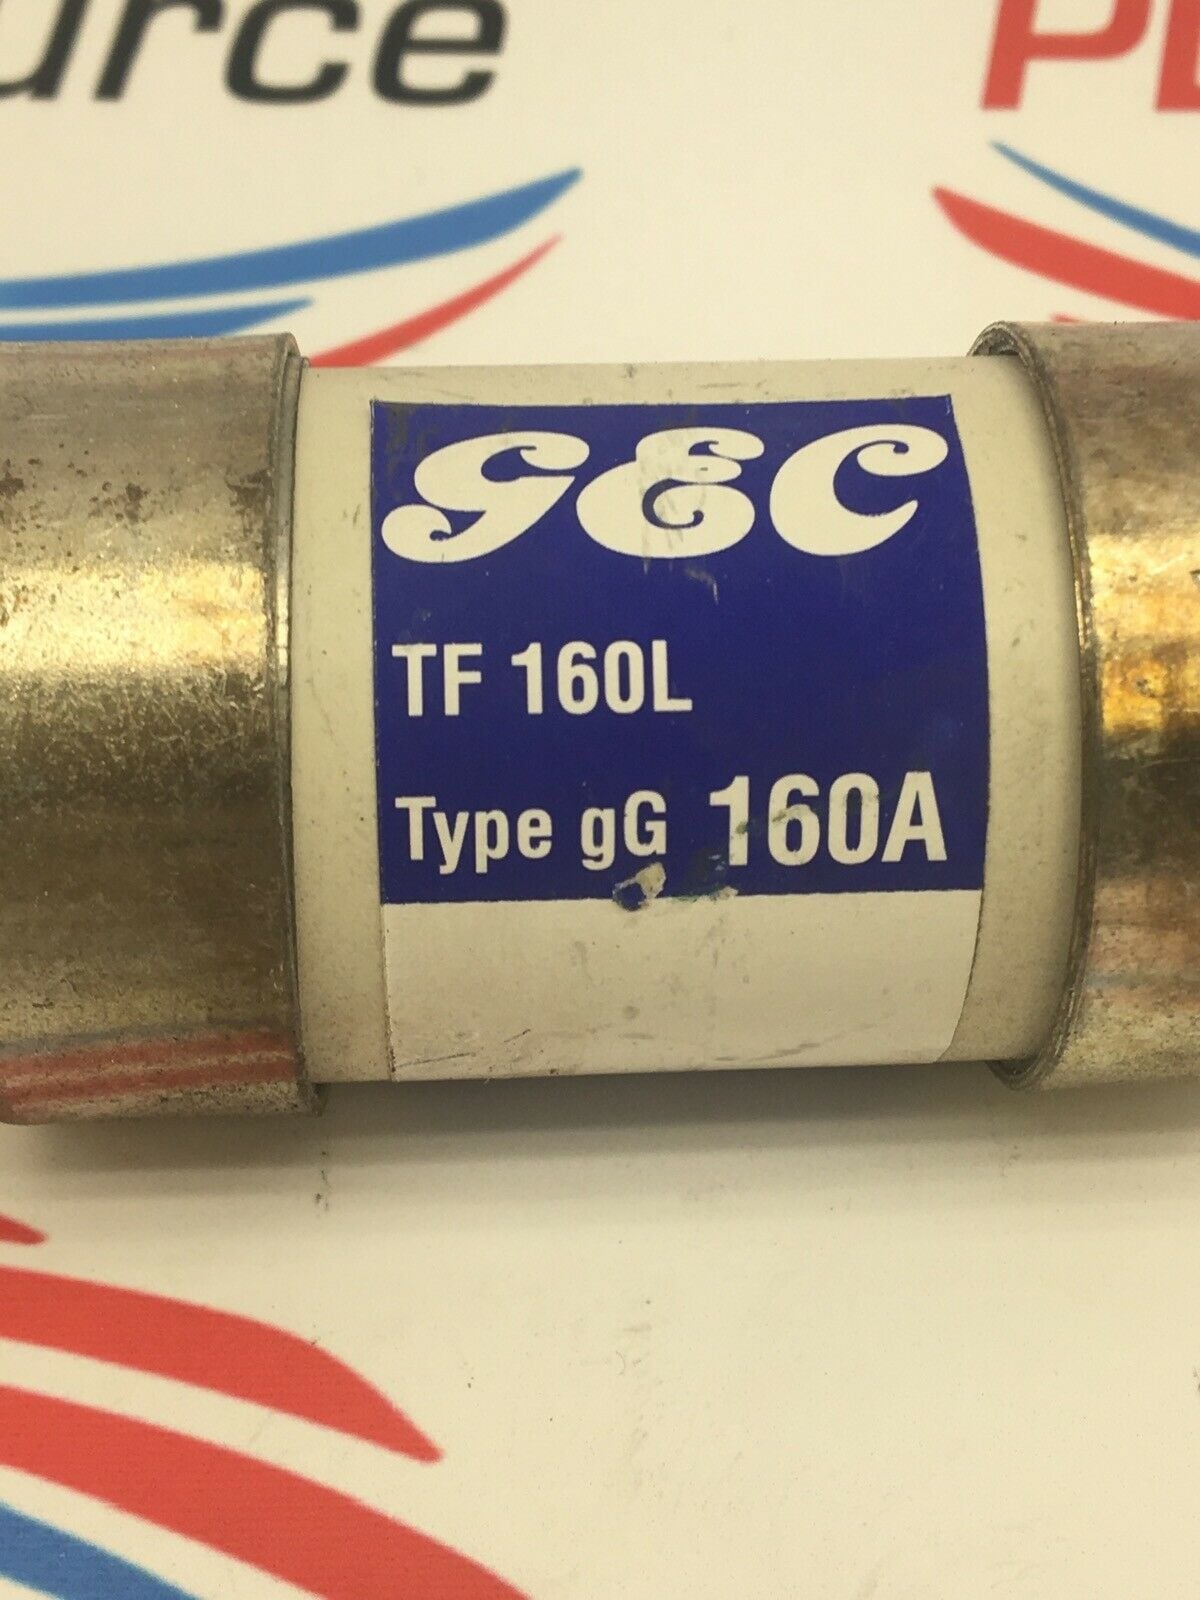 GEC
TF 160L
Type gG 160A